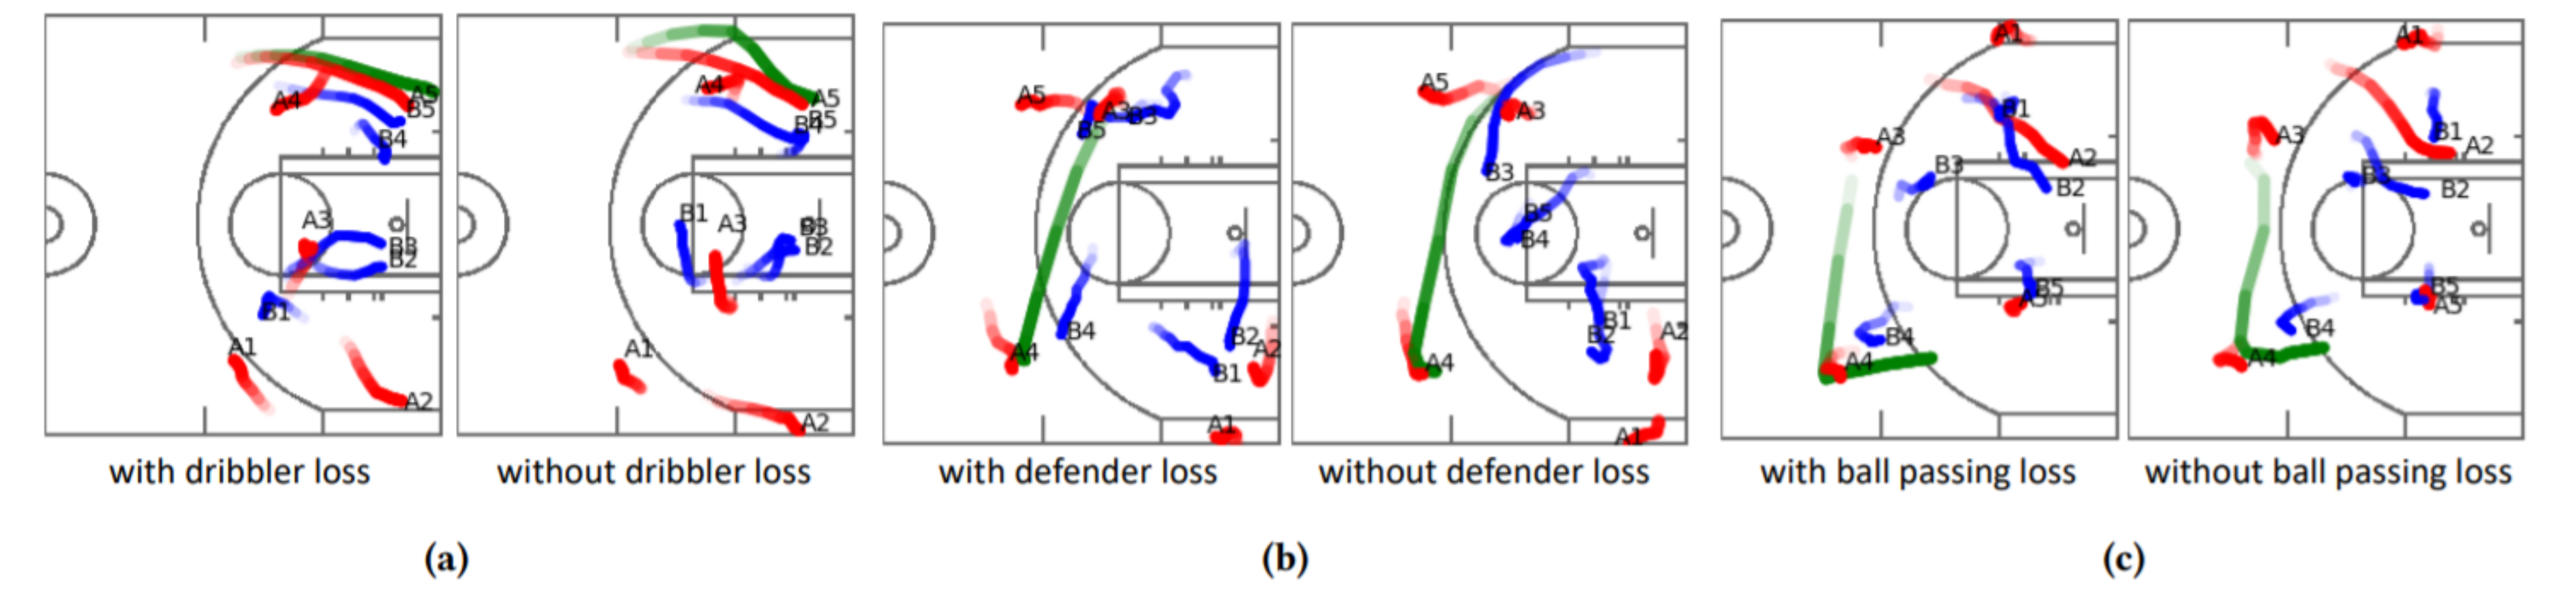 A4
A5
B5
B4
A3
B3
B2
B1
A1
A2
with dribbler loss
A4
A5
B5
B4
B1
A3
B3
B2
A1
A2
without dribbler loss
(a)
A5
A3
B3
B5
B4
A4
B2
A2
B1
A1
with defender loss
A5
A3
B3
B5
B4
B1
B2
A2
A4
A1
without defender loss
(b)
A1
B1
A3
A2
B3
B2
B5
A5
B4
A4
with ball passing loss
A1
B1
A3
A2
B3
B2
B5
A5
B4
A4
without ball passing loss
(c)